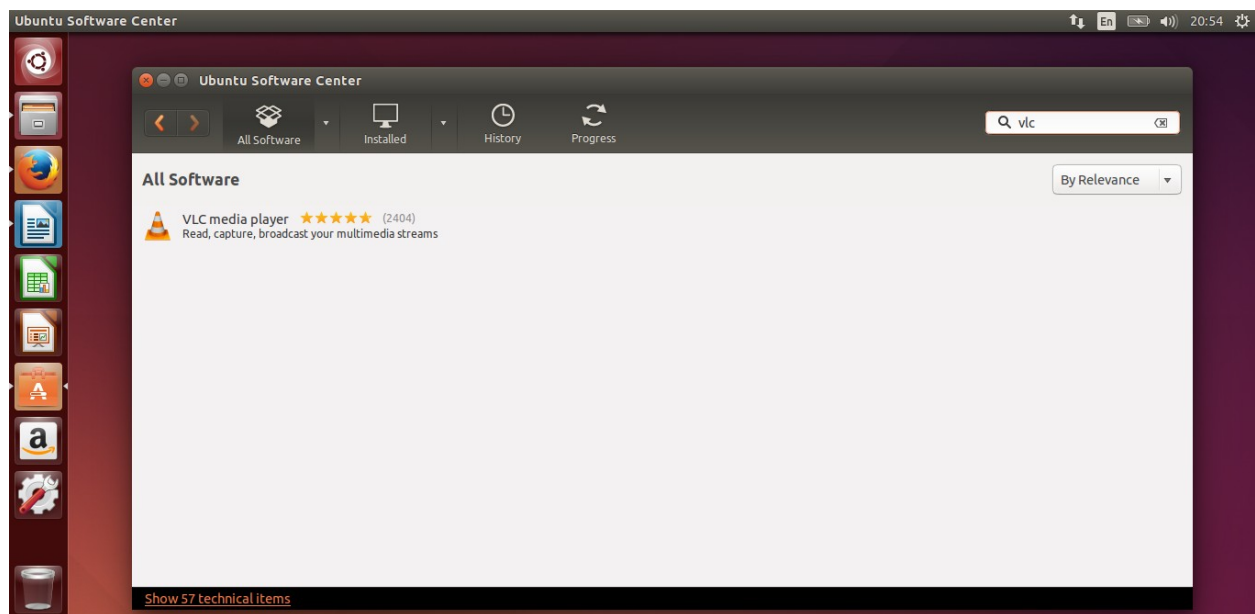 Ubuntu Software Center
En 20:54
Ubuntu Software Center
All Software Installed History Progress
vlc
All Software
By Relevance
VLC media player (2404)
Read, capture, broadcast your multimedia streams
Show 57 technical items